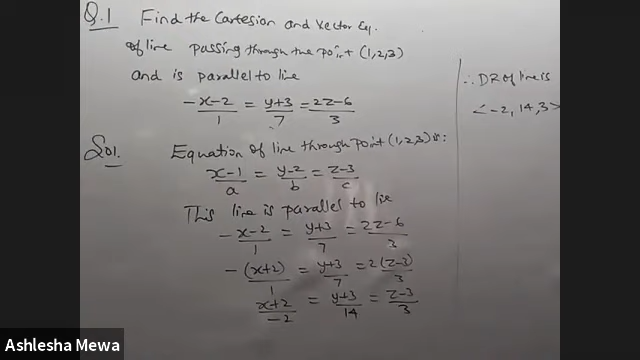 Q.1 Find the Cartesion and Vector Eq.
of line passing through the point (1,2,3)
and is parallel to line
-x-2/1 = y+3/7 = 2z-6/3
Sol. Equation of line through point (1,2,3) is:
x-1/a = y-2/b = z-3/c
This line is parallel to lie
-x-2/1 = y+3/7 = 2z-6/3
-(x+2)/1 = y+3/7 = 2(z-3)/3
x+2/-2 = y+3/14 = z-3/3
∴ DR of line is
<-2, 14, 3>
Ashlesha Mewa